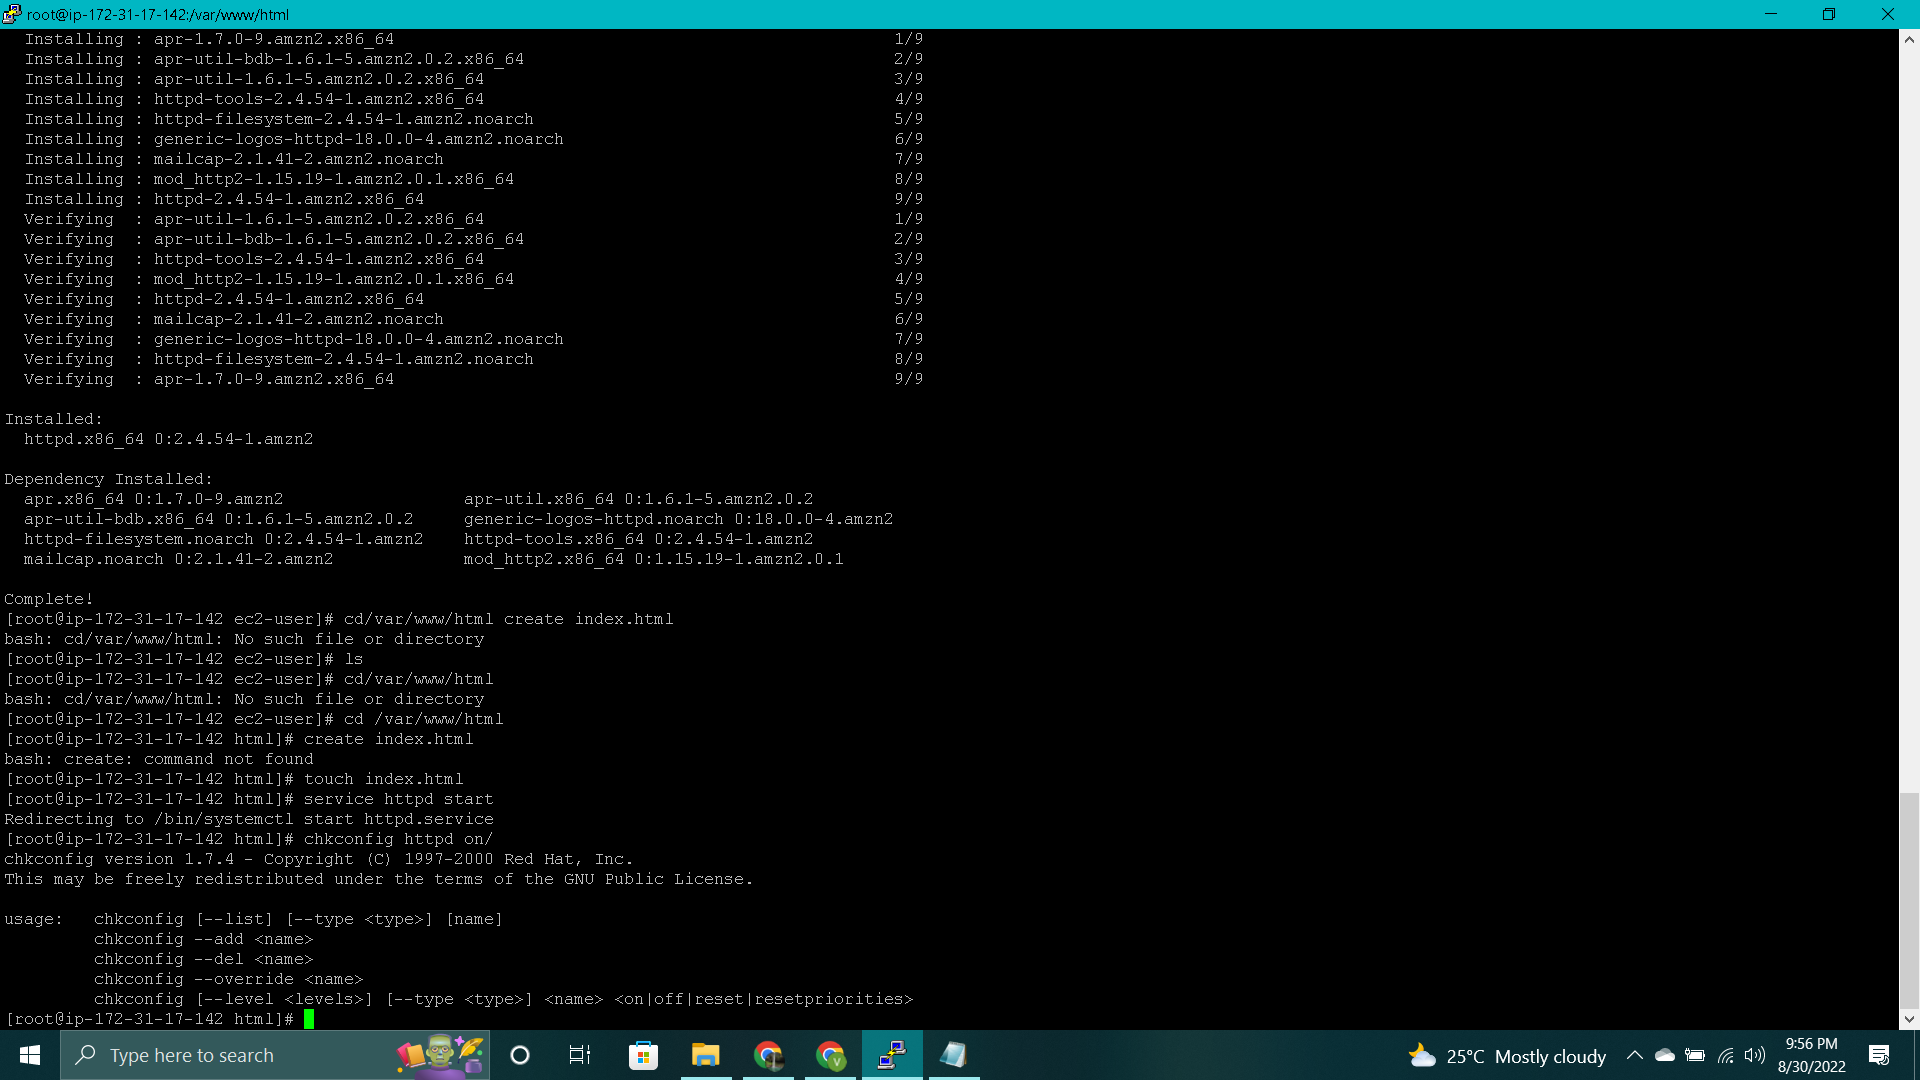 root@ip-172-31-17-142:/var/www/html
Installing : apr-1.7.0-9.amzn2.x86_64 1/9
Installing : apr-util-bdb-1.6.1-5.amzn2.0.2.x86_64 2/9
Installing : apr-util-1.6.1-5.amzn2.0.2.x86_64 3/9
Installing : httpd-tools-2.4.54-1.amzn2.x86_64 4/9
Installing : httpd-filesystem-2.4.54-1.amzn2.noarch 5/9
Installing : generic-logos-httpd-18.0.0-4.amzn2.noarch 6/9
Installing : mailcap-2.1.41-2.amzn2.noarch 7/9
Installing : mod_http2-1.15.19-1.amzn2.0.1.x86_64 8/9
Installing : httpd-2.4.54-1.amzn2.x86_64 9/9
Verifying : apr-util-1.6.1-5.amzn2.0.2.x86_64 1/9
Verifying : apr-util-bdb-1.6.1-5.amzn2.0.2.x86_64 2/9
Verifying : httpd-tools-2.4.54-1.amzn2.x86_64 3/9
Verifying : mod_http2-1.15.19-1.amzn2.0.1.x86_64 4/9
Verifying : httpd-2.4.54-1.amzn2.x86_64 5/9
Verifying : mailcap-2.1.41-2.amzn2.noarch 6/9
Verifying : generic-logos-httpd-18.0.0-4.amzn2.noarch 7/9
Verifying : httpd-filesystem-2.4.54-1.amzn2.noarch 8/9
Verifying : apr-1.7.0-9.amzn2.x86_64 9/9
Installed:
httpd.x86_64 0:2.4.54-1.amzn2
Dependency Installed:
apr.x86_64 0:1.7.0-9.amzn2 apr-util.x86_64 0:1.6.1-5.amzn2.0.2
apr-util-bdb.x86_64 0:1.6.1-5.amzn2.0.2 generic-logos-httpd.noarch 0:18.0.0-4.amzn2
httpd-filesystem.noarch 0:2.4.54-1.amzn2 httpd-tools.x86_64 0:2.4.54-1.amzn2
mailcap.noarch 0:2.1.41-2.amzn2 mod_http2.x86_64 0:1.15.19-1.amzn2.0.1
Complete!
[root@ip-172-31-17-142 ec2-user]# cd/var/www/html create index.html
bash: cd/var/www/html: No such file or directory
[root@ip-172-31-17-142 ec2-user]# ls
[root@ip-172-31-17-142 ec2-user]# cd/var/www/html
bash: cd/var/www/html: No such file or directory
[root@ip-172-31-17-142 ec2-user]# cd /var/www/html
[root@ip-172-31-17-142 html]# create index.html
bash: create: command not found
[root@ip-172-31-17-142 html]# touch index.html
[root@ip-172-31-17-142 html]# service httpd start
Redirecting to /bin/systemctl start httpd.service
[root@ip-172-31-17-142 html]# chkconfig httpd on/
chkconfig version 1.7.4 - Copyright (C) 1997-2000 Red Hat, Inc.
This may be freely redistributed under the terms of the GNU Public License.
usage: chkconfig [--list] [--type <type>] [name]
chkconfig --add <name>
chkconfig --del <name>
chkconfig --override <name>
chkconfig [--level <levels>] [--type <type>] <name> <on|off|reset|resetpriorities>
[root@ip-172-31-17-142 html]#
Type here to search
25°C Mostly cloudy
9:56 PM
8/30/2022